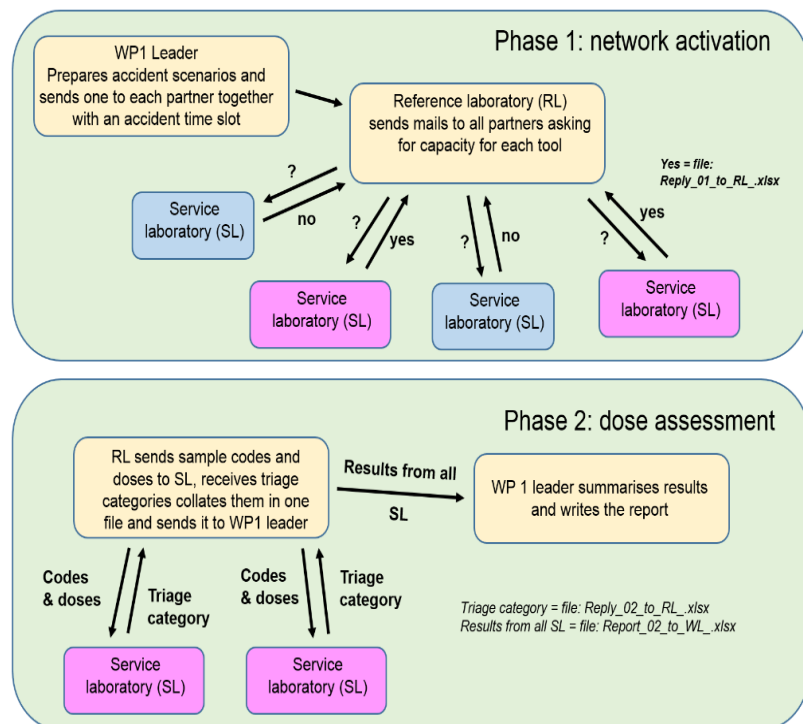 Phase 1: network activation
WP1 Leader
Prepares accident scenarios and
sends one to each partner together
with an accident time slot
Reference laboratory (RL)
sends mails to all partners asking
for capacity for each tool
Yes = file:
Reply_01_to_RL_.xlsx
?
no
?
yes
?
no
?
yes
Service
laboratory (SL)
Service
laboratory (SL)
Service
laboratory (SL)
Service
laboratory (SL)
Phase 2: dose assessment
RL sends sample codes and
doses to SL, receives triage
categories collates them in one
file and sends it to WP1 leader
Results from all
SL
WP 1 leader summarises results
and writes the report
Codes
& doses
Triage
category
Codes
& doses
Triage
category
Triage category = file: Reply_02_to_RL_.xlsx
Results from all SL = file: Report_02_to_WL_.xlsx
Service
laboratory (SL)
Service
laboratory (SL)